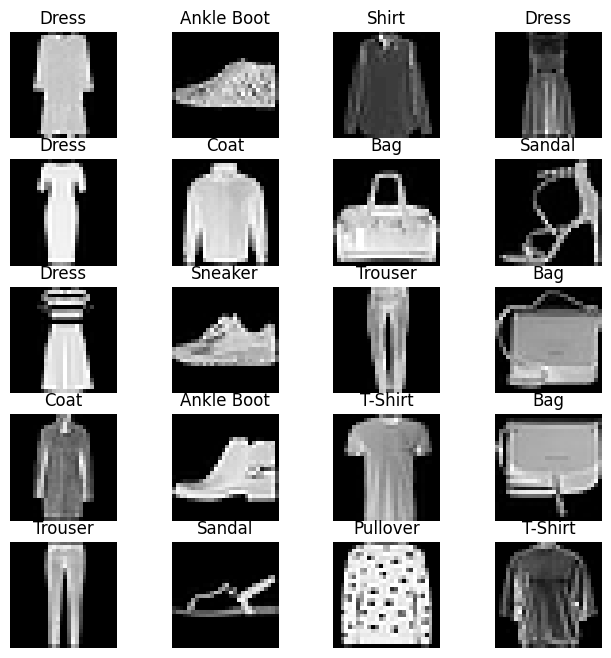 Dress Ankle Boot Shirt Dress
Dress Coat Bag Sandal
Dress Sneaker Trouser Bag
Coat Ankle Boot T-Shirt Bag
Trouser Sandal Pullover T-Shirt